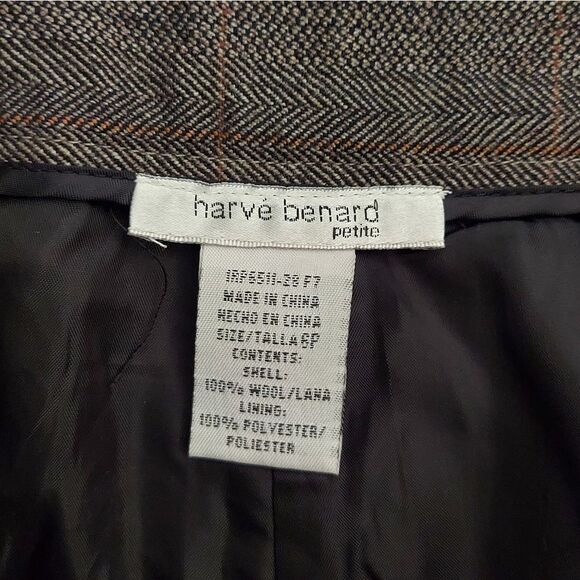 harvé benard
petite
1RP6511-28 F7
MADE IN CHINA
HECHO EN CHINA
SIZE/TALLA 6P
CONTENTS:
SHELL:
100% WOOL/LANA
LINING:
100% POLYESTER/
POLIESTER